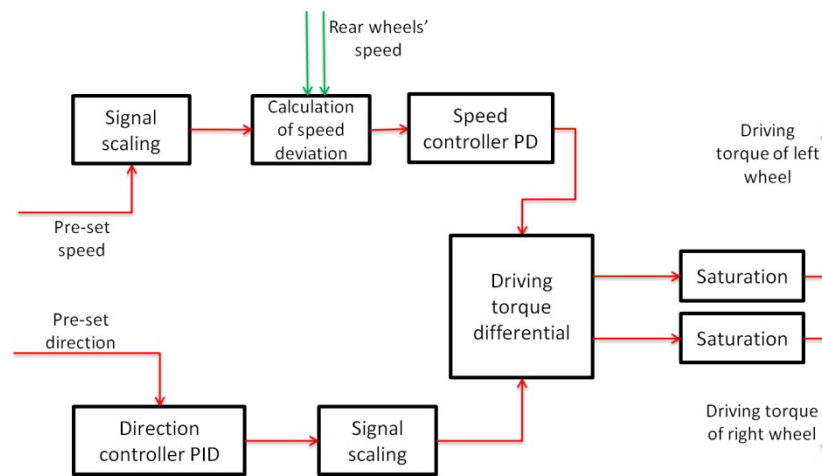 Rear wheels’
speed
Signal
scaling
Calculation
of speed
deviation
Speed
controller PD
Driving
torque of left
wheel
Pre-set
speed
Driving
torque
differential
Saturation
Saturation
Pre-set
direction
Direction
controller PID
Signal
scaling
Driving torque
of right wheel